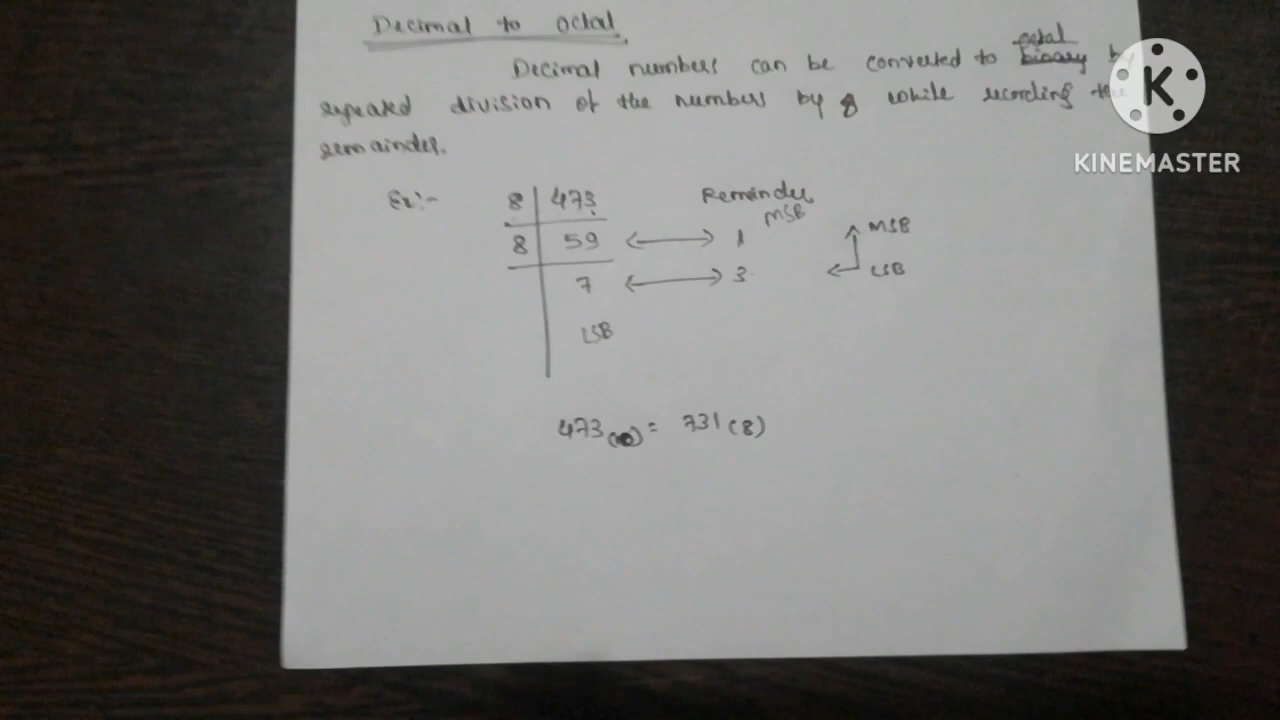 Decimal to octal.
octal
Decimal numbers can be converted to binary by
repeated division of the numbers by 8 while recording the
remainder.
Ex:- 8 473 Reminder
MSB
8 59 1 MSB
7 3 LSB
LSB
473(10) = 731(8)
K
KINEMASTER